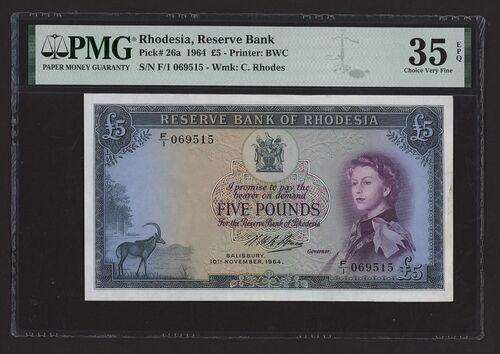 PMG
PAPER MONEY GUARANTY
Rhodesia, Reserve Bank
Pick# 26a 1964 £5 - Printer: BWC
S/N F/1 069515 - Wmk: C. Rhodes
35 EPQ
Choice Very Fine
RESERVE BANK OF RHODESIA
£5
£5
F/1 069515
I promise to pay the
bearer on demand
FIVE POUNDS
For the Reserve Bank of Rhodesia
Governor.
SALISBURY,
10TH NOVEMBER, 1964.
F/1 069515
£5